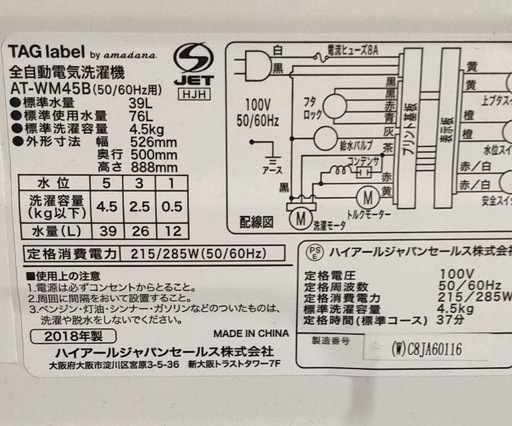 TAG label by amadana
全自動電気洗濯機
AT-WM45B(50/60Hz用)
●標準水量 39L
●標準使用水量 76L
●標準洗濯容量 4.5kg
●外形寸法 幅 526mm
奥行 500mm
高さ 888mm
S
JET
HJH
水位 5 3 1
洗濯容量(kg以下) 4.5 2.5 0.5
水量(L) 39 26 12
定格消費電力 215/285W(50/60Hz)
■使用上の注意
1.電源は必ずコンセントからとること。
2.周囲に間隔をおいて設置すること。
3.ベンジン・灯油・シンナー・ガソリンなどのついたものは、
洗濯や脱水をしないでください。
2018年製
MADE IN CHINA
ハイアールジャパンセールス株式会社
大阪府大阪市淀川区宮原3-5-36 新大阪トラストタワー7F
白
電流ヒューズ8A
黒
黒
100V
50/60Hz
フタロック
黒
黒
赤
青
灰
給水バルブ
茶
コンデンサ
アース
赤
黒
黄
M
洗濯モータ
M
トルクモーター
配線図
プリント基板
表示板
黄
黄
上ブタスイ
水位スイ
赤/白
赤/白
安全スイッ
PS
E
ハイアールジャパンセールス株式会
定格電圧 100V
定格周波数 50/60Hz
定格消費電力 215/285W
標準洗濯容量 4.5kg
定格時間(標準コース) 37分
製造番号 (W)C8JA60116